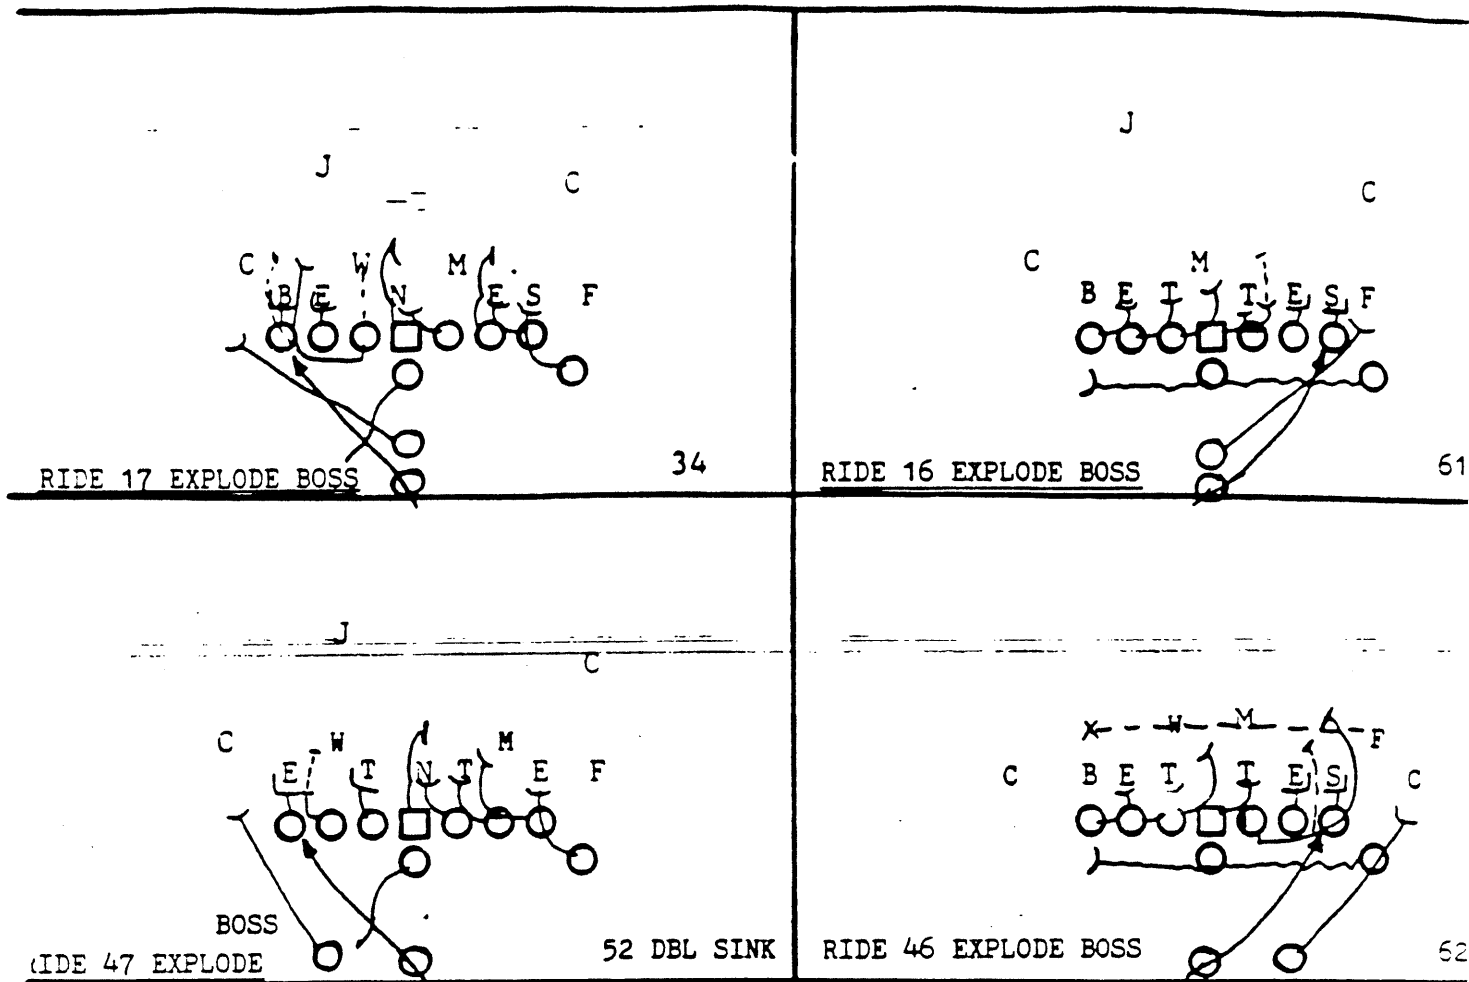 J
C
C W M
B E N E S F
RIDE 17 EXPLODE BOSS 34
J
C
C M
B E T T E S F
RIDE 16 EXPLODE BOSS 61
J
C
C W M
E T N T E F
BOSS
RIDE 47 EXPLODE 52 DBL SINK
X W M F
C B E T T E S C
RIDE 46 EXPLODE BOSS 62